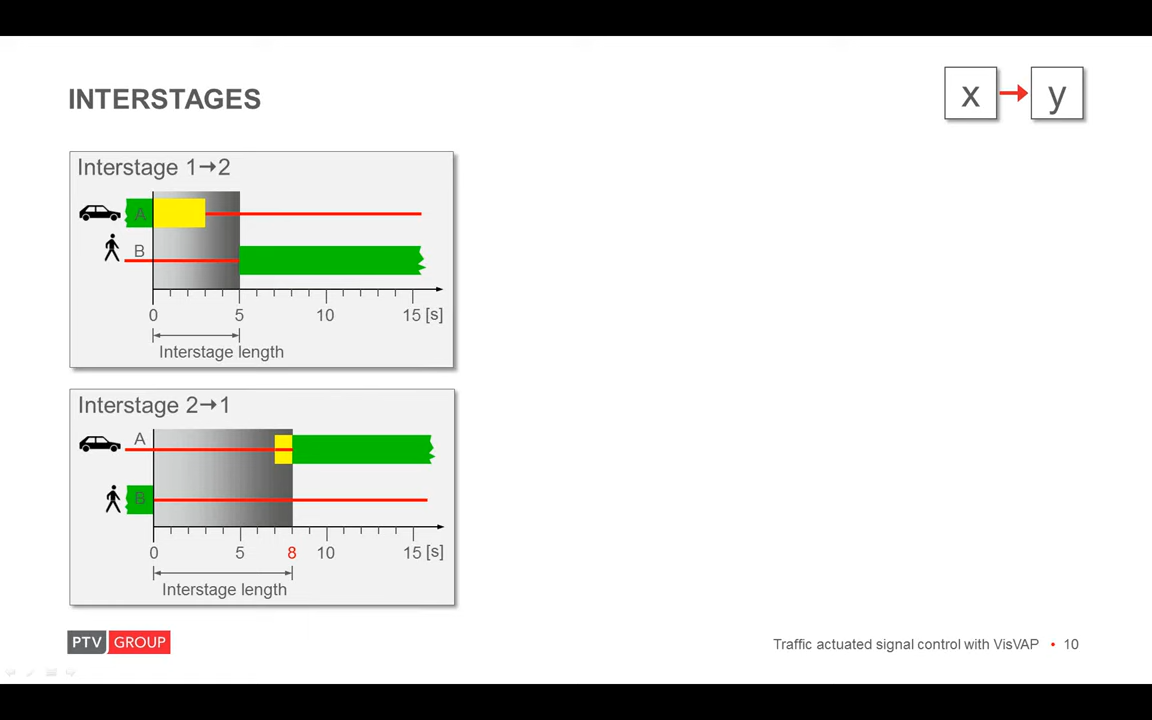 INTERSTAGES
x → y
Interstage 1→2
A
B
0 5 10 15 [s]
Interstage length
Interstage 2→1
A
B
0 5 8 10 15 [s]
Interstage length
PTV GROUP
Traffic actuated signal control with VisVAP • 10